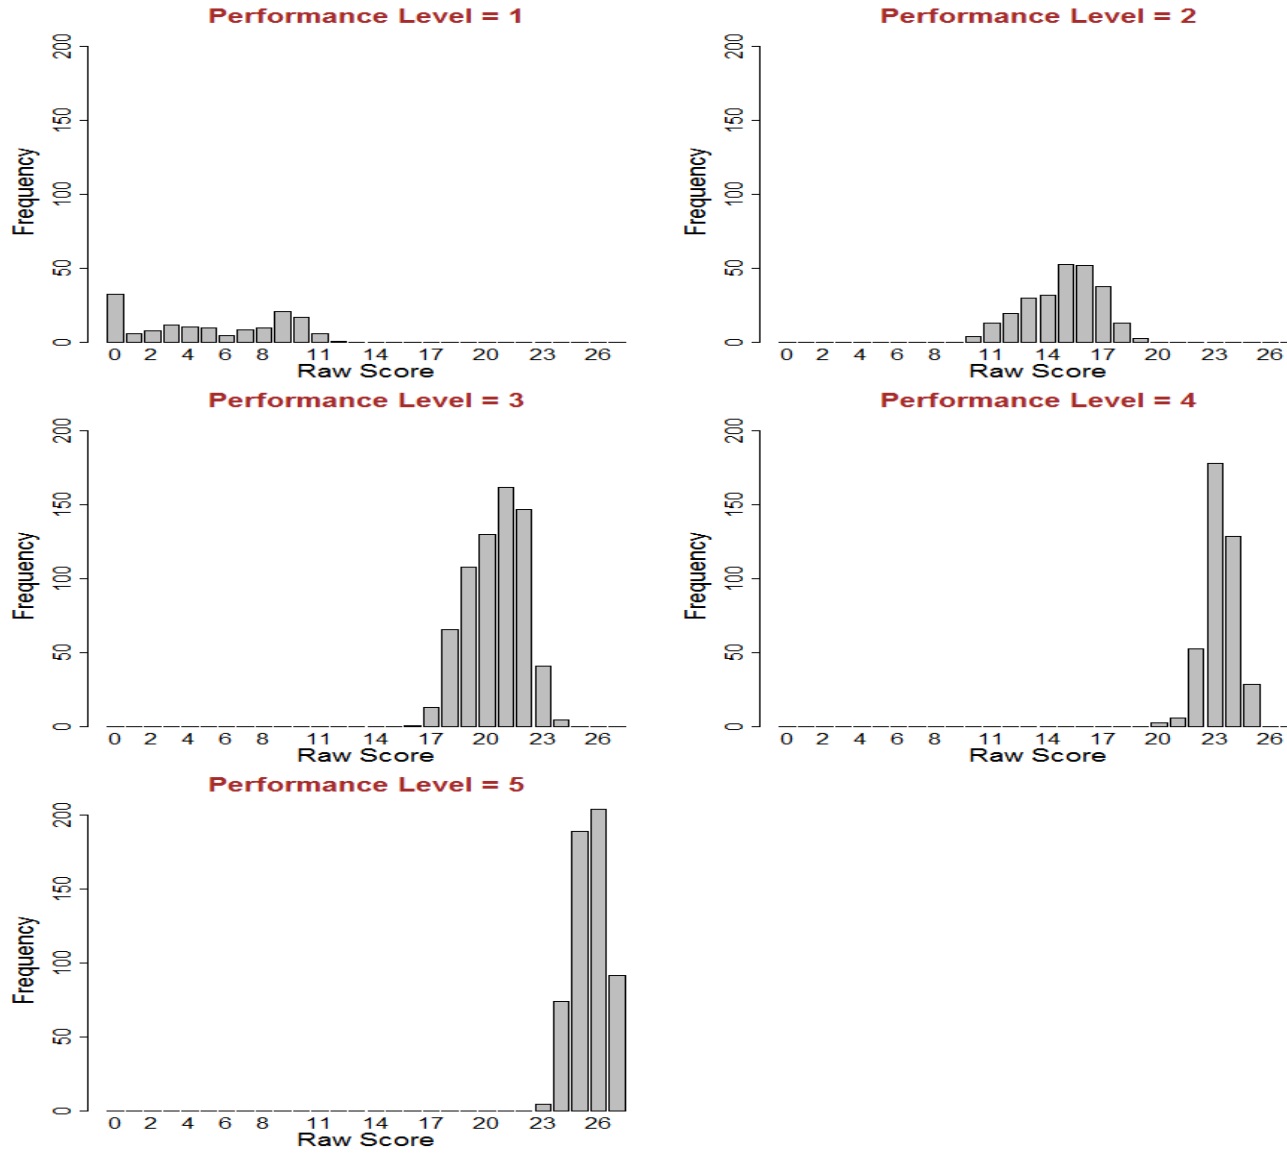 Performance Level = 1
200
150
100
50
0
Frequency
0 2 4 6 8 11 14 17 20 23 26
Raw Score
Performance Level = 2
200
150
100
50
0
Frequency
0 2 4 6 8 11 14 17 20 23 26
Raw Score
Performance Level = 3
200
150
100
50
0
Frequency
0 2 4 6 8 11 14 17 20 23 26
Raw Score
Performance Level = 4
200
150
100
50
0
Frequency
0 2 4 6 8 11 14 17 20 23 26
Raw Score
Performance Level = 5
200
150
100
50
0
Frequency
0 2 4 6 8 11 14 17 20 23 26
Raw Score